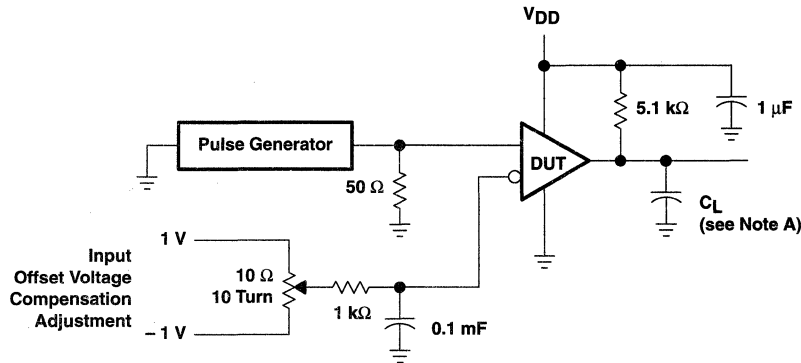 VDD
5.1 kΩ
1 μF
Pulse Generator
DUT
50 Ω
CL
(see Note A)
1 V
Input
Offset Voltage
Compensation
Adjustment
10 Ω
10 Turn
1 kΩ
0.1 mF
– 1 V